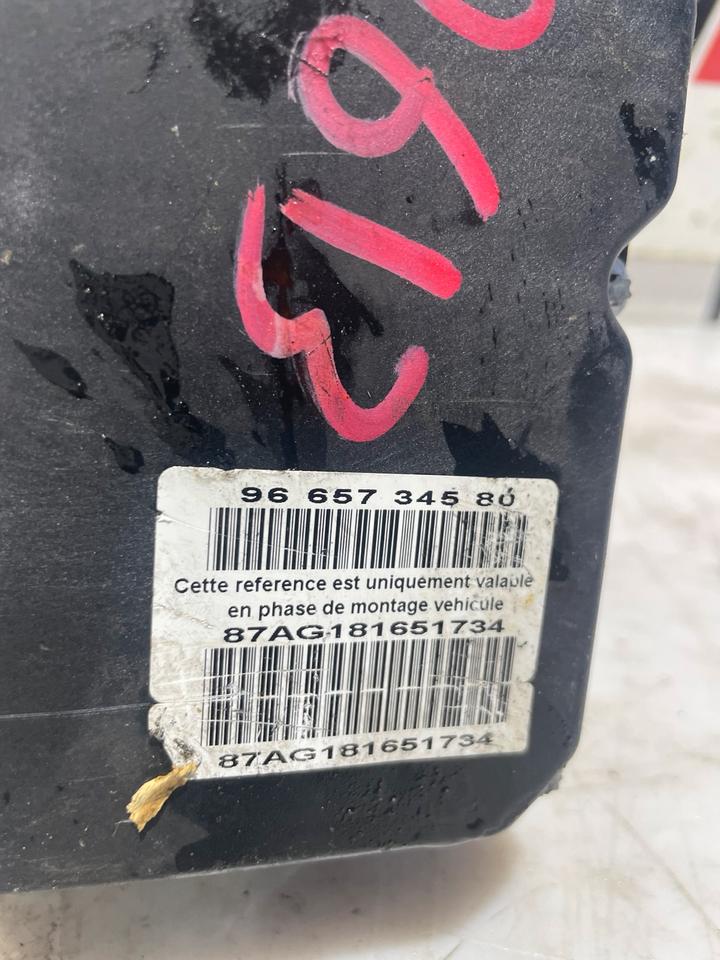 96 657 345 80
Cette reference est uniquement valable
en phase de montage vehicule
87AG181651734
87AG181651734